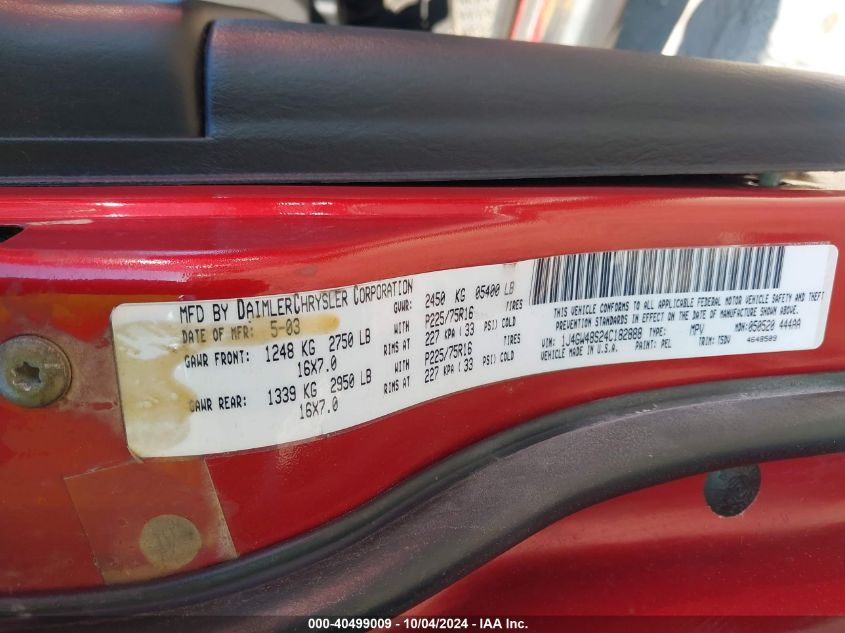 MFD BY DAIMLERCHRYSLER CORPORATION
DATE OF MFR: 5-03 GVWR: 2450 KG 05400 LB
GAWR FRONT: 1248 KG 2750 LB WITH P225/75R16 TIRES
16X7.0 RIMS AT 227 KPA ( 33 PSI) COLD
GAWR REAR: 1339 KG 2950 LB WITH P225/75R16 TIRES
16X7.0 RIMS AT 227 KPA ( 33 PSI) COLD
THIS VEHICLE CONFORMS TO ALL APPLICABLE FEDERAL MOTOR VEHICLE SAFETY AND THEFT
PREVENTION STANDARDS IN EFFECT ON THE DATE OF MANUFACTURE SHOWN ABOVE.
VIN: 1J4GW48S24C182888 TYPE: MPV MDH: 050520 444AA
VEHICLE MADE IN U.S.A. PAINT: PEL TRIM: TSDV 4648509
000-40499009 - 10/04/2024 - IAA Inc.